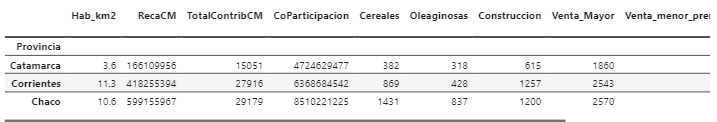 Hab_km2 RecaCM TotalContribCM CoParticipacion Cereales Oleaginosas Construccion Venta_Mayor Venta_menor_pre
Provincia
Catamarca 3.6 166109956 15051 4724629477 382 318 615 1860
Corrientes 11.3 418255394 27916 6368684542 869 428 1257 2543
Chaco 10.6 599155967 29179 8510221225 1431 837 1200 2570